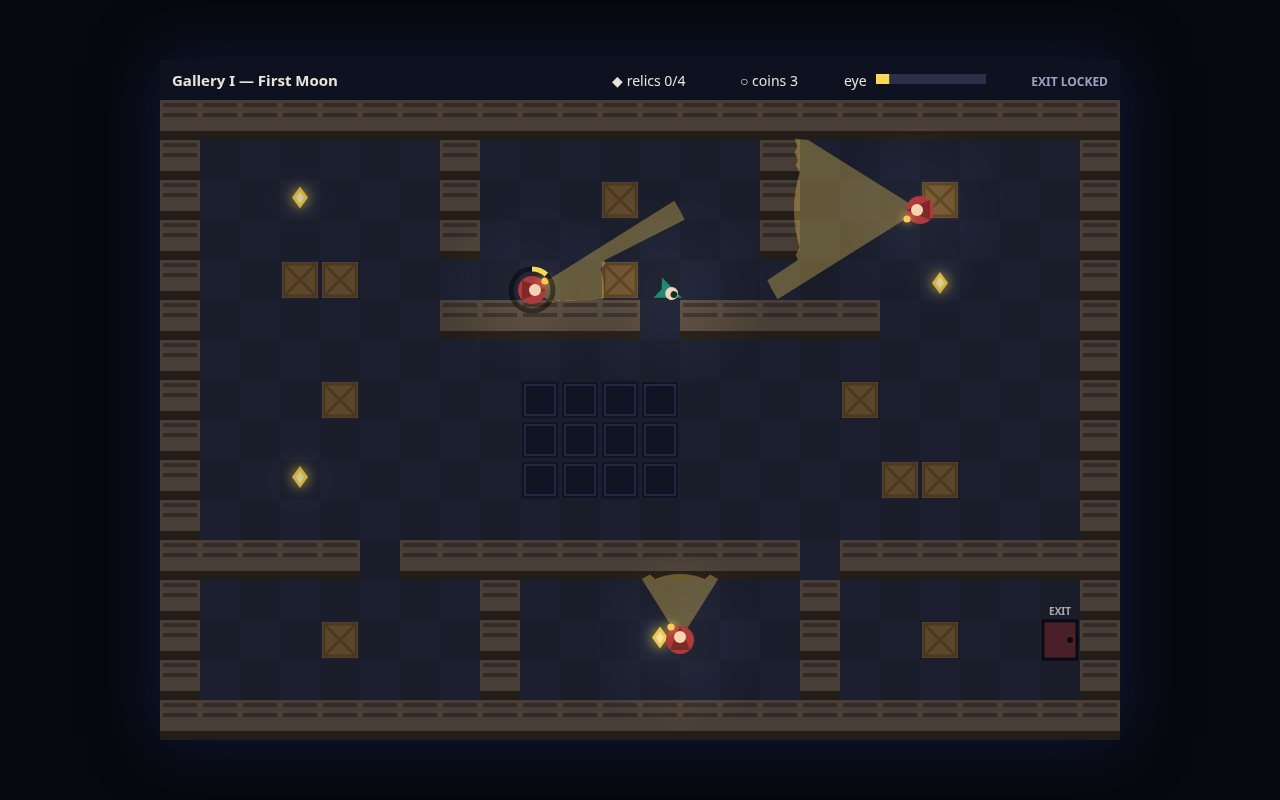 Gallery I — First Moon
◆ relics 0/4
○ coins 3
eye
EXIT LOCKED
EXIT